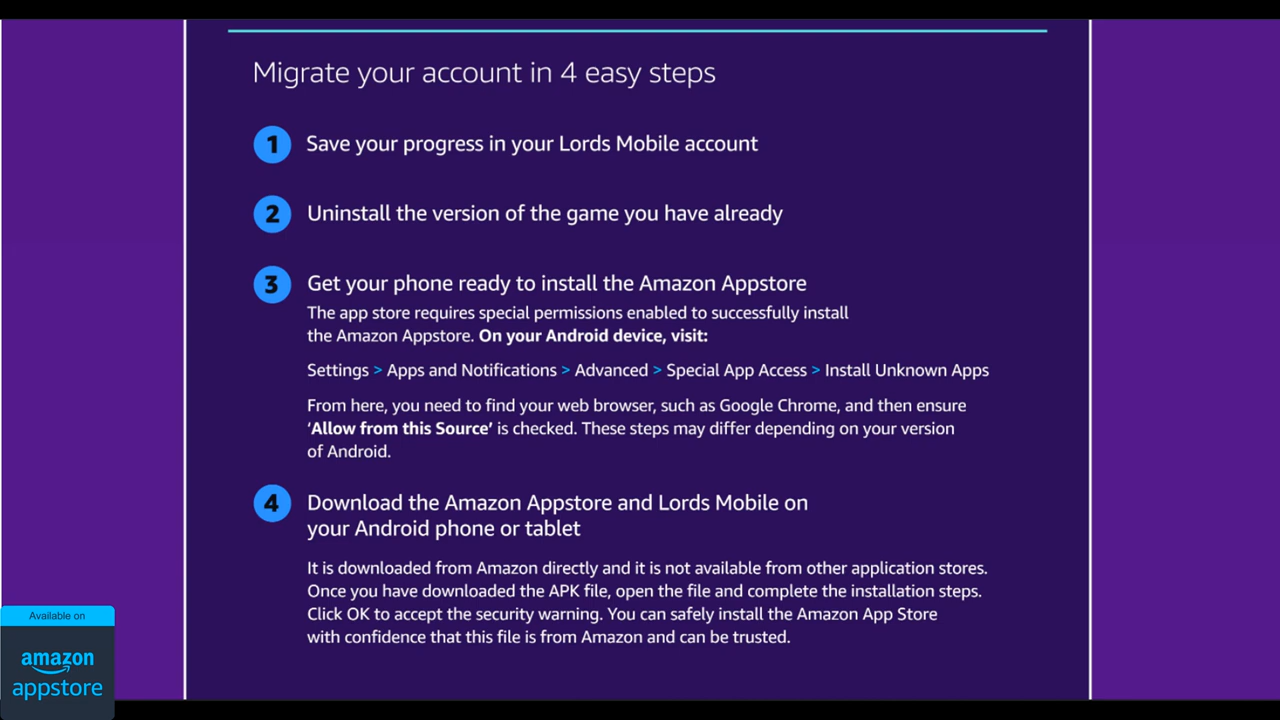 Migrate your account in 4 easy steps
1 Save your progress in your Lords Mobile account
2 Uninstall the version of the game you have already
3 Get your phone ready to install the Amazon Appstore
The app store requires special permissions enabled to successfully install
the Amazon Appstore. On your Android device, visit:
Settings > Apps and Notifications > Advanced > Special App Access > Install Unknown Apps
From here, you need to find your web browser, such as Google Chrome, and then ensure
‘Allow from this Source’ is checked. These steps may differ depending on your version
of Android.
4 Download the Amazon Appstore and Lords Mobile on
your Android phone or tablet
It is downloaded from Amazon directly and it is not available from other application stores.
Once you have downloaded the APK file, open the file and complete the installation steps.
Click OK to accept the security warning. You can safely install the Amazon App Store
with confidence that this file is from Amazon and can be trusted.
Available on
amazon
appstore